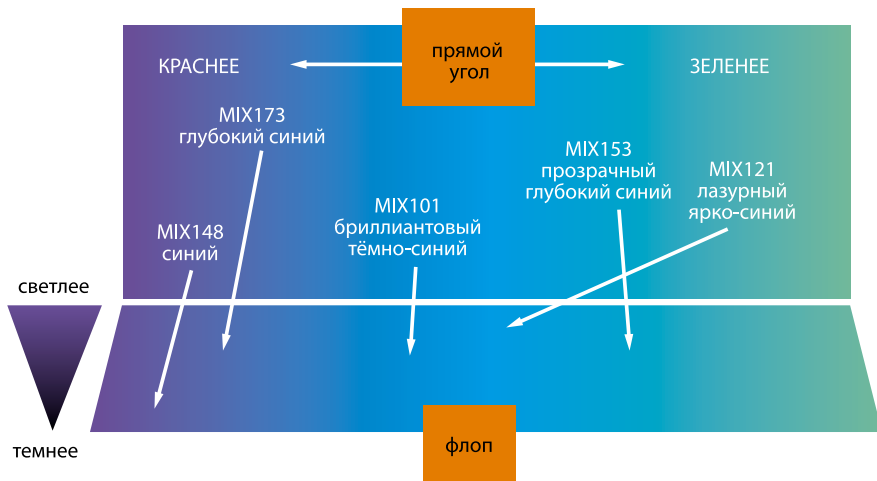 прямой
угол
КРАСНЕЕ
ЗЕЛЕНЕЕ
MIX173
глубокий синий
MIX153
прозрачный
глубокий синий
MIX121
лазурный
ярко-синий
MIX101
бриллиантовый
тёмно-синий
MIX148
синий
светлее
темнее
флоп